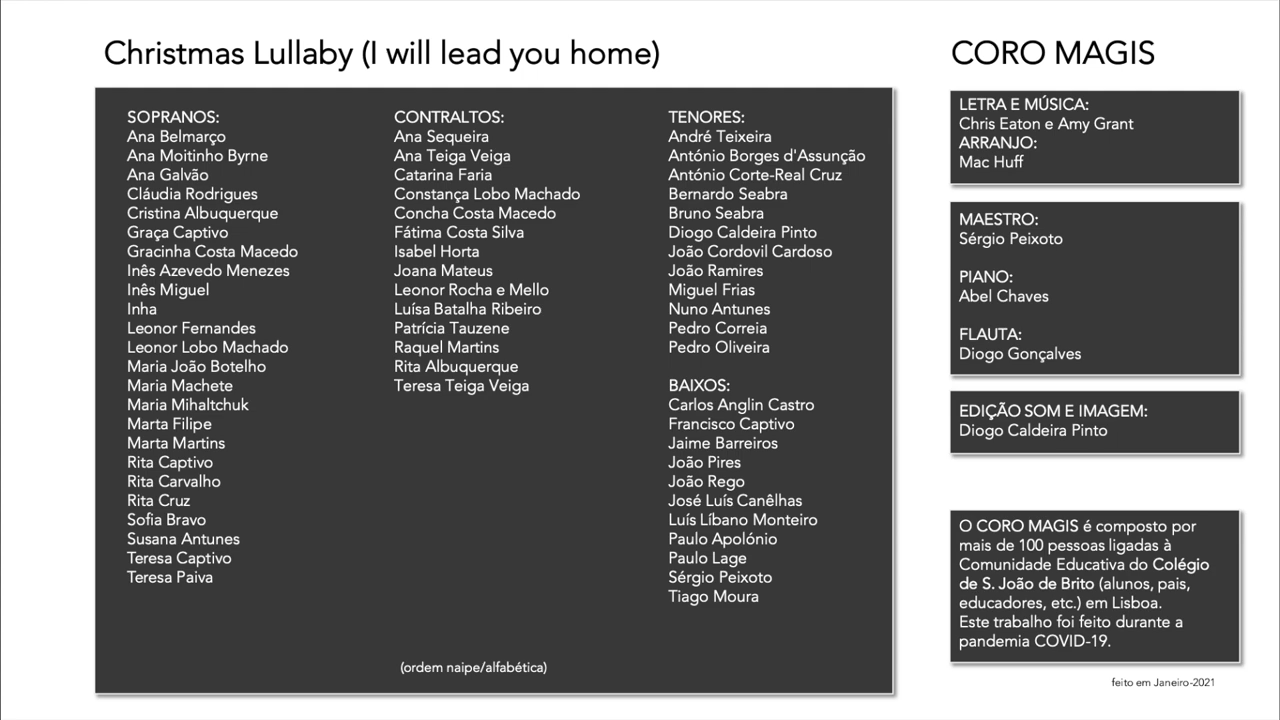 Christmas Lullaby (I will lead you home)
SOPRANOS:
Ana Belmarço
Ana Moitinho Byrne
Ana Galvão
Cláudia Rodrigues
Cristina Albuquerque
Graça Captivo
Gracinha Costa Macedo
Inês Azevedo Menezes
Inês Miguel
Inha
Leonor Fernandes
Leonor Lobo Machado
Maria João Botelho
Maria Machete
Maria Mihaltchuk
Marta Filipe
Marta Martins
Rita Captivo
Rita Carvalho
Rita Cruz
Sofia Bravo
Susana Antunes
Teresa Captivo
Teresa Paiva
CONTRALTOS:
Ana Sequeira
Ana Teiga Veiga
Catarina Faria
Constança Lobo Machado
Concha Costa Macedo
Fátima Costa Silva
Isabel Horta
Joana Mateus
Leonor Rocha e Mello
Luísa Batalha Ribeiro
Patrícia Tauzene
Raquel Martins
Rita Albuquerque
Teresa Teiga Veiga
TENORES:
André Teixeira
António Borges d'Assunção
António Corte-Real Cruz
Bernardo Seabra
Bruno Seabra
Diogo Caldeira Pinto
João Cordovil Cardoso
João Ramires
Miguel Frias
Nuno Antunes
Pedro Correia
Pedro Oliveira
BAIXOS:
Carlos Anglin Castro
Francisco Captivo
Jaime Barreiros
João Pires
João Rego
José Luís Canêlhas
Luís Líbano Monteiro
Paulo Apolónio
Paulo Lage
Sérgio Peixoto
Tiago Moura
(ordem naipe/alfabética)
CORO MAGIS
LETRA E MÚSICA:
Chris Eaton e Amy Grant
ARRANJO:
Mac Huff
MAESTRO:
Sérgio Peixoto
PIANO:
Abel Chaves
FLAUTA:
Diogo Gonçalves
EDIÇÃO SOM E IMAGEM:
Diogo Caldeira Pinto
O CORO MAGIS é composto por
mais de 100 pessoas ligadas à
Comunidade Educativa do Colégio
de S. João de Brito (alunos, pais,
educadores, etc.) em Lisboa.
Este trabalho foi feito durante a
pandemia COVID-19.
feito em Janeiro-2021